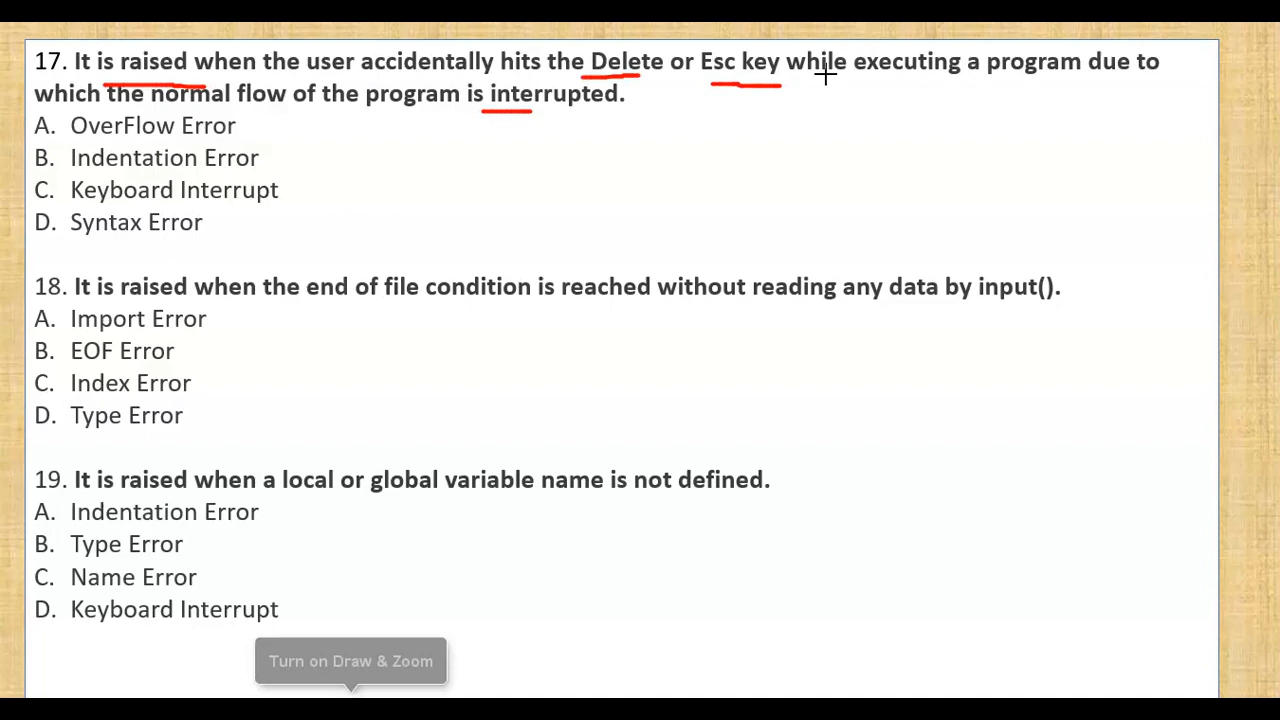 17. It is raised when the user accidentally hits the Delete or Esc key while executing a program due to
which the normal flow of the program is interrupted.
A. OverFlow Error
B. Indentation Error
C. Keyboard Interrupt
D. Syntax Error
18. It is raised when the end of file condition is reached without reading any data by input().
A. Import Error
B. EOF Error
C. Index Error
D. Type Error
19. It is raised when a local or global variable name is not defined.
A. Indentation Error
B. Type Error
C. Name Error
D. Keyboard Interrupt
Turn on Draw & Zoom